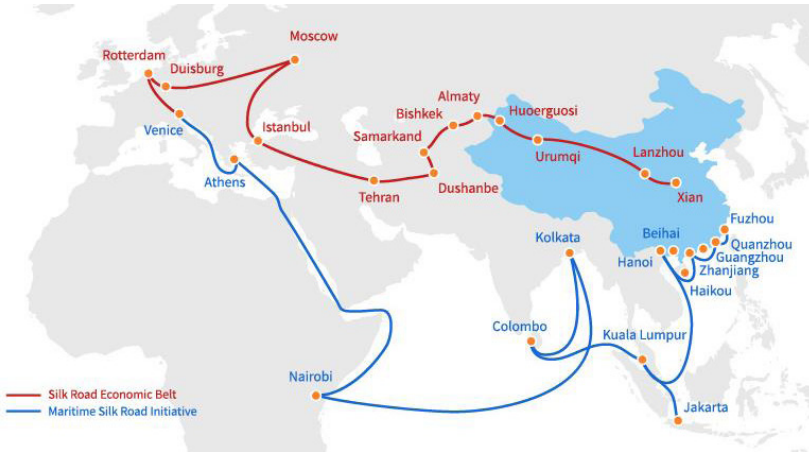 Moscow
Rotterdam
Duisburg
Venice
Istanbul
Athens
Tehran
Almaty
Bishkek
Samarkand
Dushanbe
Huoerguosi
Urumqi
Lanzhou
Xian
Fuzhou
Beihai
Quanzhou
Hanoi
Guangzhou
Zhanjiang
Haikou
Kolkata
Colombo
Kuala Lumpur
Nairobi
Jakarta
Silk Road Economic Belt
Maritime Silk Road Initiative